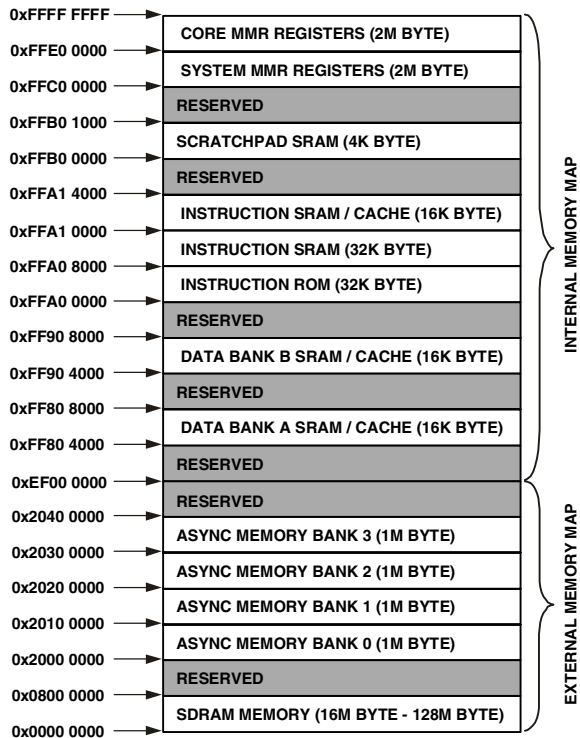 0xFFFF FFFF
CORE MMR REGISTERS (2M BYTE)
0xFFE0 0000
SYSTEM MMR REGISTERS (2M BYTE)
0xFFC0 0000
RESERVED
0xFFB0 1000
SCRATCHPAD SRAM (4K BYTE)
0xFFB0 0000
RESERVED
0xFFA1 4000
INSTRUCTION SRAM / CACHE (16K BYTE)
0xFFA1 0000
INSTRUCTION SRAM (32K BYTE)
0xFFA0 8000
INSTRUCTION ROM (32K BYTE)
0xFFA0 0000
RESERVED
0xFF90 8000
DATA BANK B SRAM / CACHE (16K BYTE)
0xFF90 4000
RESERVED
0xFF80 8000
DATA BANK A SRAM / CACHE (16K BYTE)
0xFF80 4000
RESERVED
0xEF00 0000
RESERVED
0x2040 0000
ASYNC MEMORY BANK 3 (1M BYTE)
0x2030 0000
ASYNC MEMORY BANK 2 (1M BYTE)
0x2020 0000
ASYNC MEMORY BANK 1 (1M BYTE)
0x2010 0000
ASYNC MEMORY BANK 0 (1M BYTE)
0x2000 0000
RESERVED
0x0800 0000
SDRAM MEMORY (16M BYTE - 128M BYTE)
0x0000 0000
INTERNAL MEMORY MAP
EXTERNAL MEMORY MAP